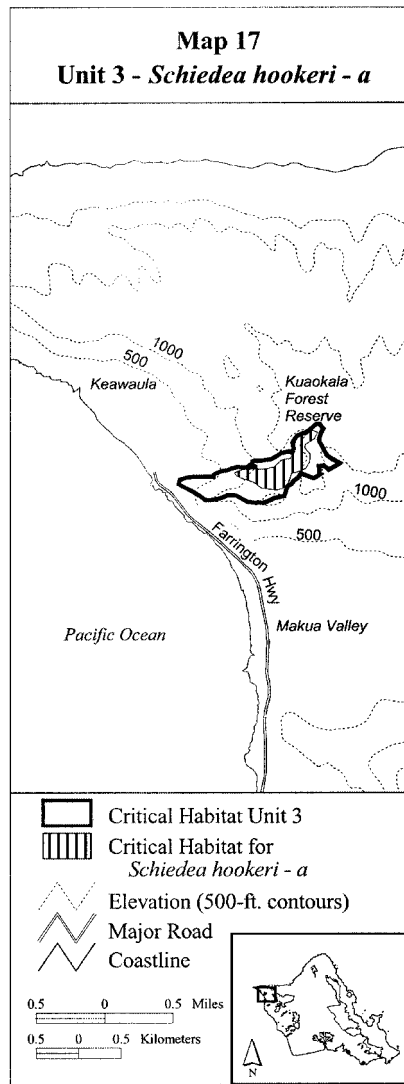 Map 17
Unit 3 - Schiedea hookeri - a
1000
500
Keawaula
Kuaokala
Forest
Reserve
1000
500
Farrington Hwy
Makua Valley
Pacific Ocean
Critical Habitat Unit 3
Critical Habitat for
Schiedea hookeri - a
Elevation (500-ft. contours)
Major Road
Coastline
0.5 0 0.5 Miles
0.5 0 0.5 Kilometers
N